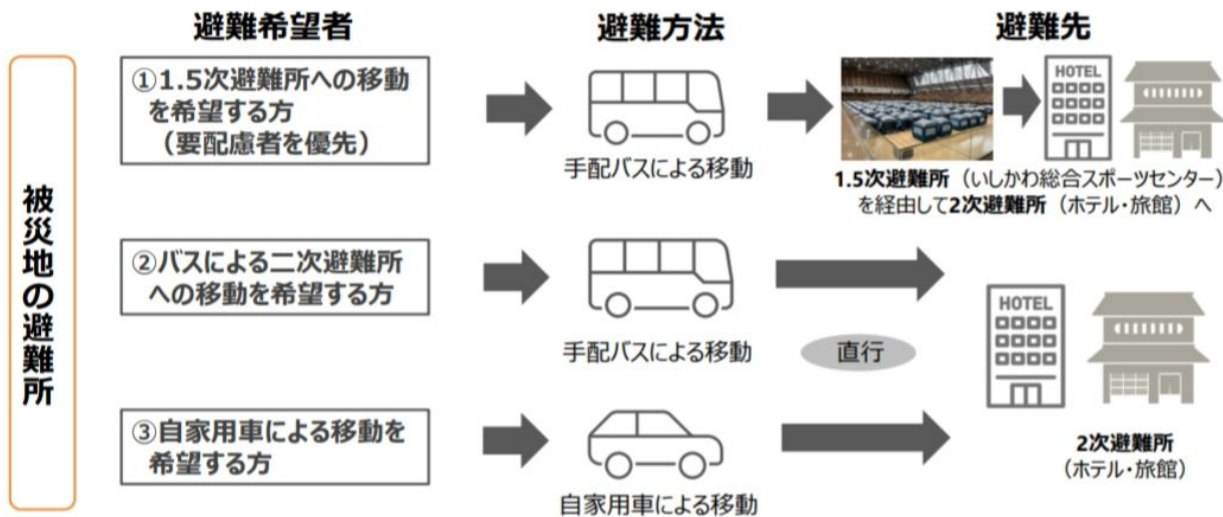 避難希望者
避難方法
避難先
被災地の避難所
①1.5次避難所への移動
を希望する方
（要配慮者を優先）
手配バスによる移動
HOTEL
1.5次避難所（いしかわ総合スポーツセンター）
を経由して2次避難所（ホテル・旅館）へ
②バスによる二次避難所
への移動を希望する方
手配バスによる移動
直行
HOTEL
③自家用車による移動を
希望する方
自家用車による移動
2次避難所
（ホテル・旅館）